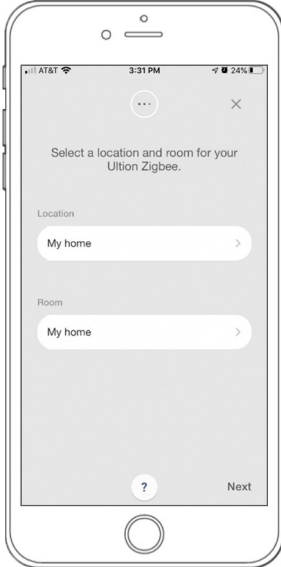 AT&T 3:31 PM 24%
Select a location and room for your
Ultion Zigbee.
Location
My home
Room
My home
?
Next